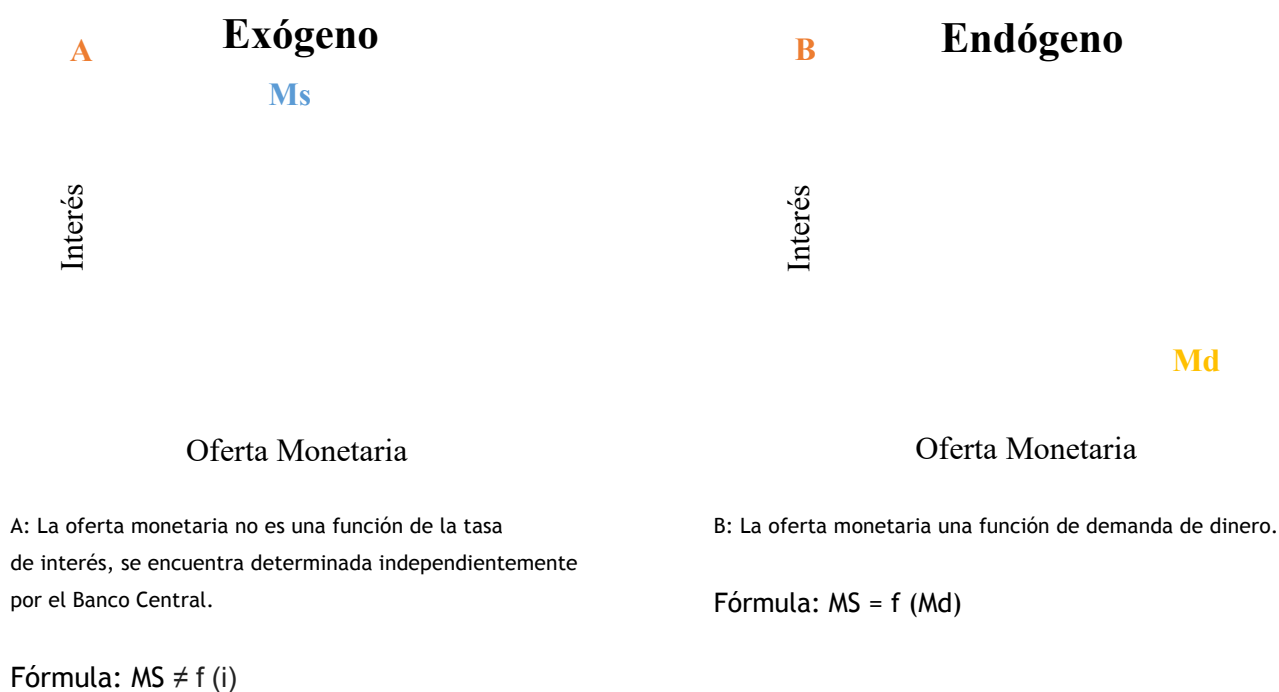 A
Exógeno
Ms
Interés
Oferta Monetaria
A: La oferta monetaria no es una función de la tasa
de interés, se encuentra determinada independientemente
por el Banco Central.
Fórmula: MS ≠ f (i)
B
Endógeno
Interés
Md
Oferta Monetaria
B: La oferta monetaria una función de demanda de dinero.
Fórmula: MS = f (Md)